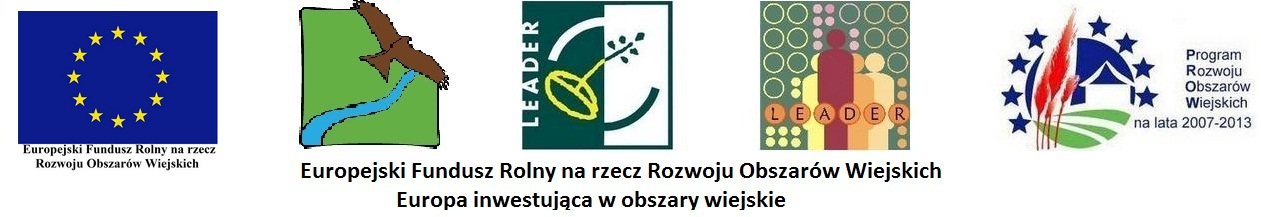 Europejski Fundusz Rolny na rzecz
Rozwoju Obszarów Wiejskich
LEADER
LEADER
Program
Rozwoju
Obszarów
Wiejskich
na lata 2007-2013
Europejski Fundusz Rolny na rzecz Rozwoju Obszarów Wiejskich
Europa inwestująca w obszary wiejskie